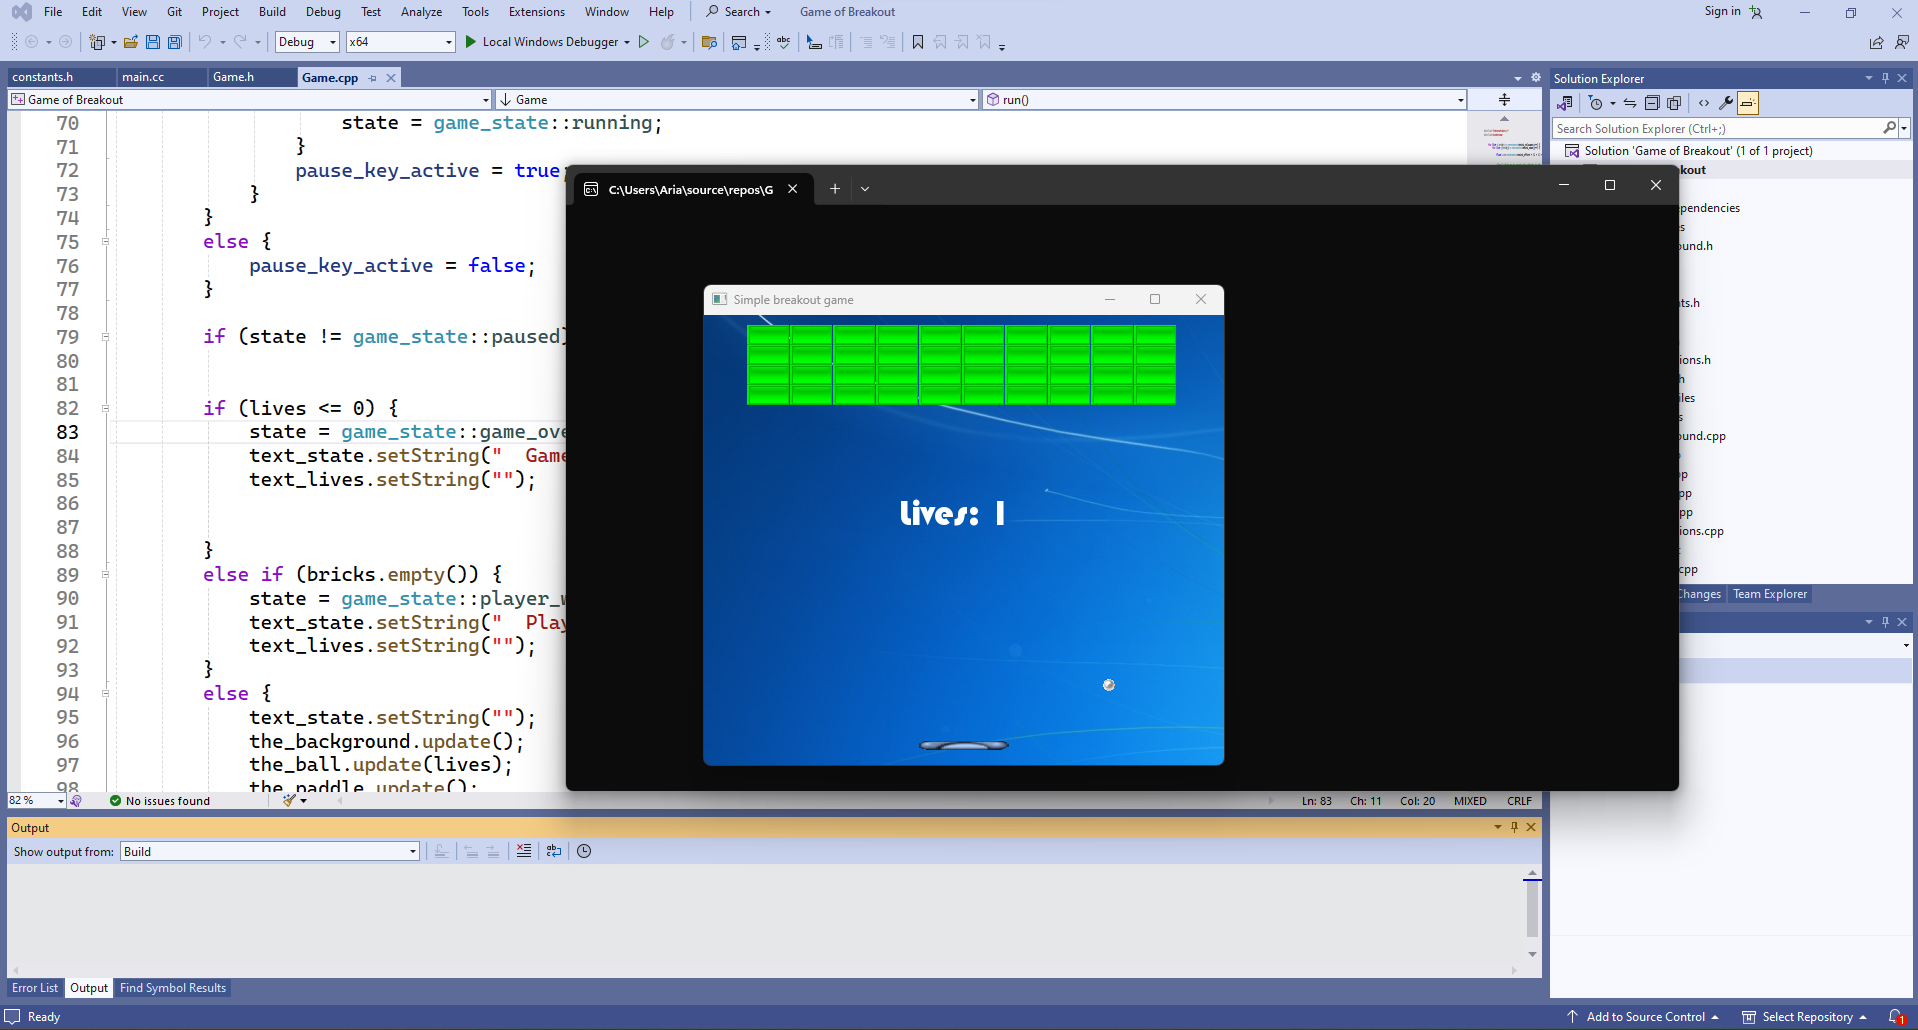 File Edit View Git Project Build Debug Test Analyze Tools Extensions Window Help Search Game of Breakout Sign in
Debug x64 Local Windows Debugger
constants.h main.cc Game.h Game.cpp
Game of Breakout Game run()
70 state = game_state::running;
71 }
72 pause_key_active = true;
73 }
74 }
75 else {
76 pause_key_active = false;
77 }
78
79 if (state != game_state::paused)
80
81
82 if (lives <= 0) {
83 state = game_state::game_ove
84 text_state.setString("  Game
85 text_lives.setString("");
86
87
88 }
89 else if (bricks.empty()) {
90 state = game_state::player_w
91 text_state.setString("  Play
92 text_lives.setString("");
93 }
94 else {
95 text_state.setString("");
96 the_background.update();
97 the_ball.update(lives);
98 the_paddle.update();
82 % No issues found Ln: 83 Ch: 11 Col: 20 MIXED CRLF
C:\Users\Aria\source\repos\G
Simple breakout game
Lives: 1
Solution Explorer
Search Solution Explorer (Ctrl+;)
Solution 'Game of Breakout' (1 of 1 project)
kout
pendencies
s
und.h
ts.h
ions.h
h
iles
s
und.cpp
p
pp
pp
ions.cpp
cpp
Changes Team Explorer
Output
Show output from: Build
Error List Output Find Symbol Results
Ready Add to Source Control Select Repository 1